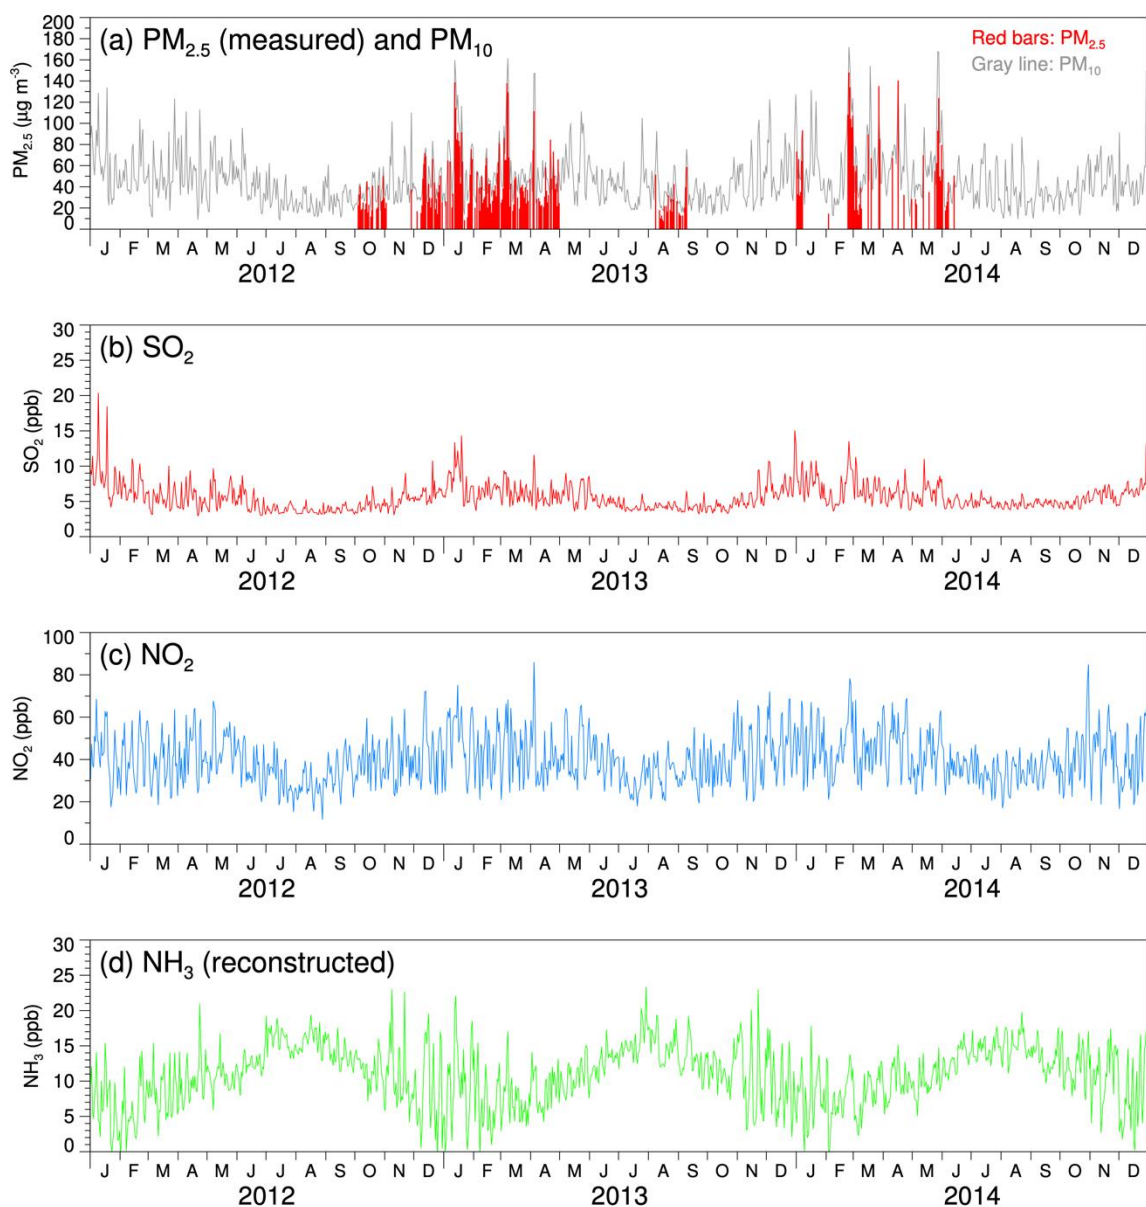 (a) PM2.5 (measured) and PM10
Red bars: PM2.5
Gray line: PM10
PM2.5 (μg m-3)
200
180
160
140
120
100
80
60
40
20
0
J F M A M J J A S O N D J F M A M J J A S O N D J F M A M J J A S O N D
2012 2013 2014
(b) SO2
SO2 (ppb)
30
25
20
15
10
5
0
J F M A M J J A S O N D J F M A M J J A S O N D J F M A M J J A S O N D
2012 2013 2014
(c) NO2
NO2 (ppb)
100
80
60
40
20
0
J F M A M J J A S O N D J F M A M J J A S O N D J F M A M J J A S O N D
2012 2013 2014
(d) NH3 (reconstructed)
NH3 (ppb)
30
25
20
15
10
5
0
J F M A M J J A S O N D J F M A M J J A S O N D J F M A M J J A S O N D
2012 2013 2014